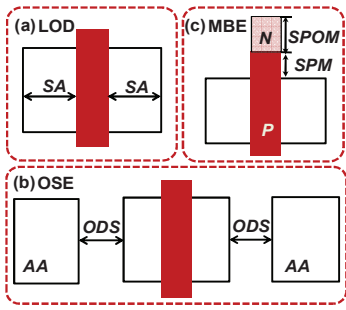 (a) LOD
SA SA
(c) MBE
N SPOM
SPM
P
(b) OSE
ODS ODS
AA AA